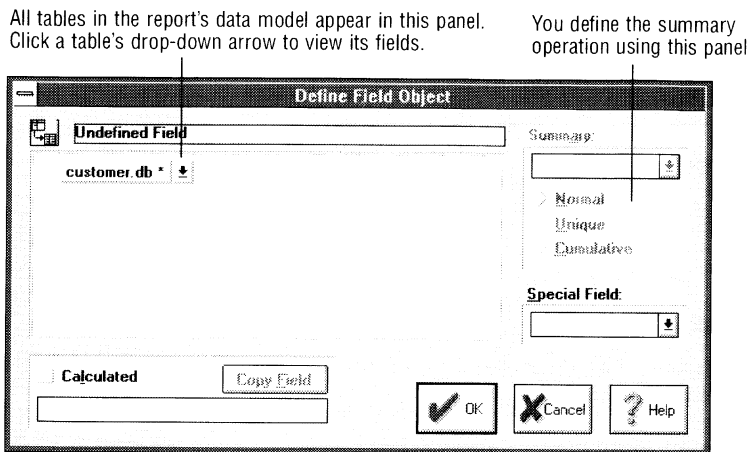 All tables in the report's data model appear in this panel.
Click a table's drop-down arrow to view its fields.
You define the summary
operation using this panel
Define Field Object
Undefined Field
customer.db *
Summary:
Normal
Unique
Cumulative
Special Field:
Calculated
Copy Field
OK
Cancel
? Help